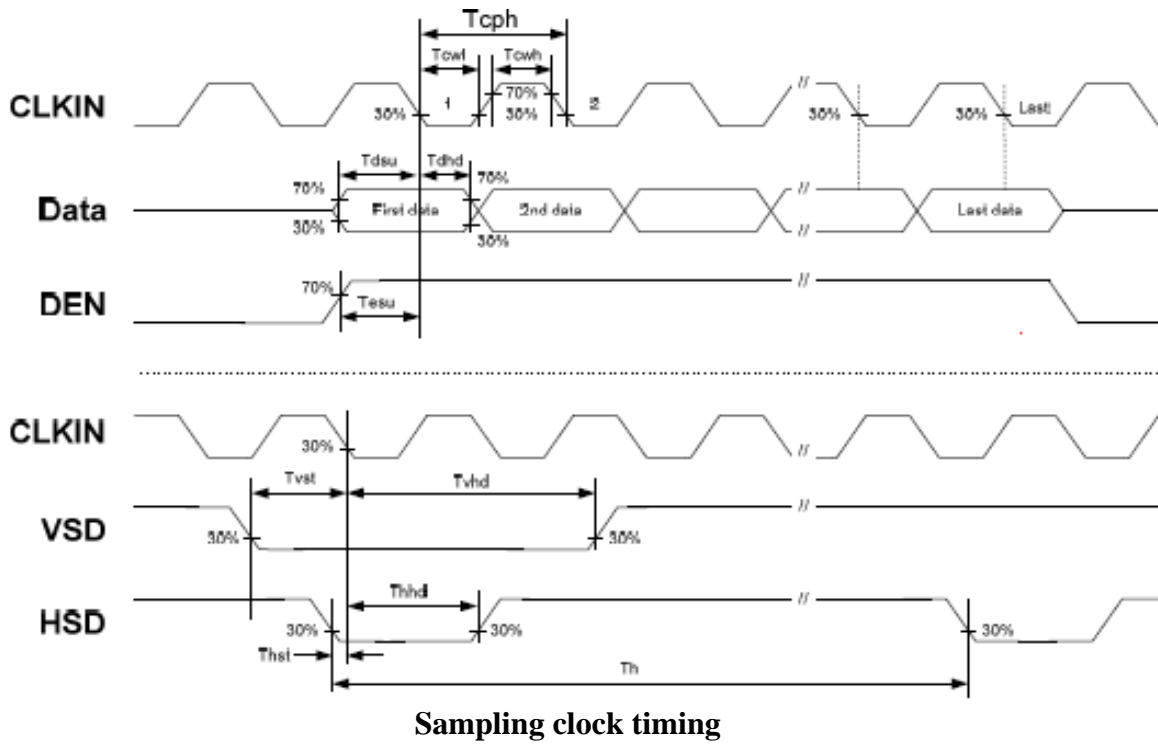 Tcph
Tcwl Tcwh
CLKIN 30% 1 70% 30% 2 // 30% 30% Last
Tdsu Tdhd
70% 70%
Data First data 2nd data // // Last data
30% 30%
DEN 70% Tesu //
CLKIN 30% //
Tvst Tvhd
VSD 30% 30% //
Thhd
HSD 30% 30% // 30%
Thst
Th
Sampling clock timing